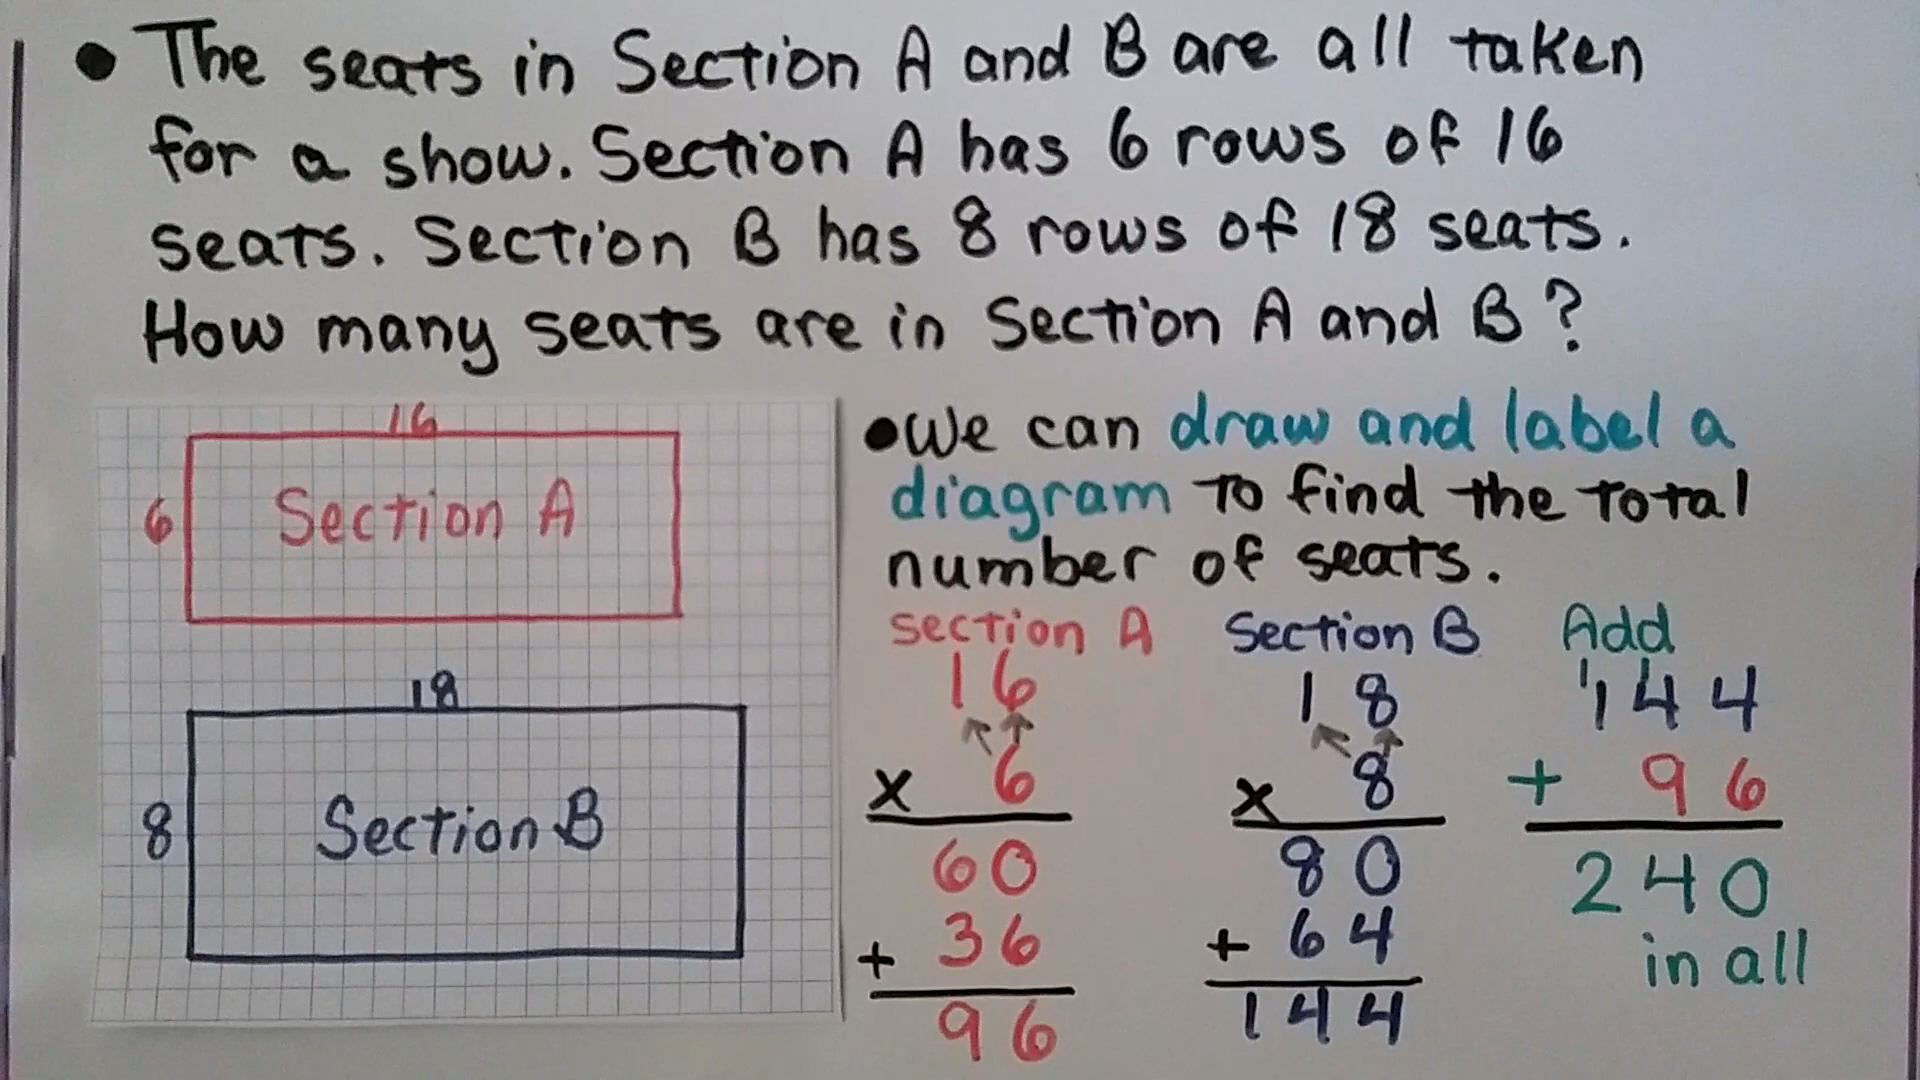 • The seats in Section A and B are all taken
for a show. Section A has 6 rows of 16
seats. Section B has 8 rows of 18 seats.
How many seats are in Section A and B?
16
6
Section A
18
8
Section B
• We can draw and label a
diagram to find the total
number of seats.
section A
16
x 6
60
+ 36
96
Section B
18
x 8
80
+ 64
144
Add
1
144
+ 96
240
in all